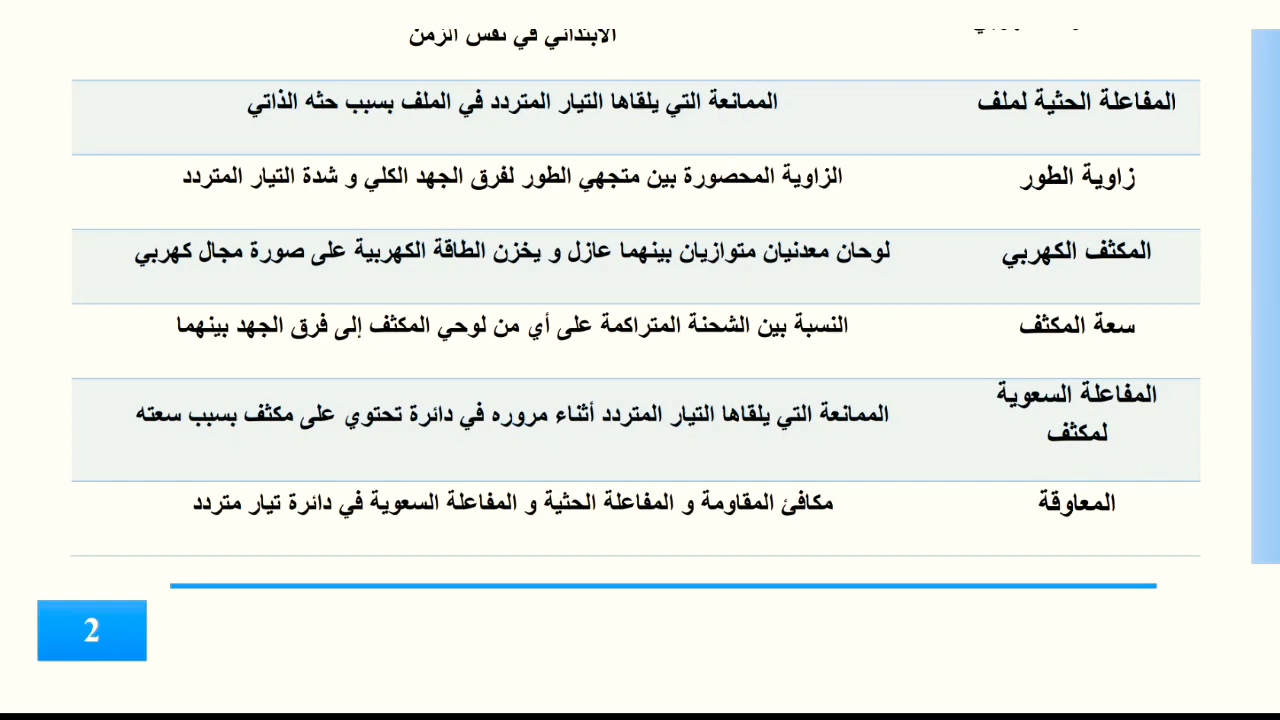 الابتدائي في نفس الزمن
المفاعلة الحثية لملف
الممانعة التي يلقاها التيار المتردد في الملف بسبب حثه الذاتي
زاوية الطور
الزاوية المحصورة بين متجهي الطور لفرق الجهد الكلي و شدة التيار المتردد
المكثف الكهربي
لوحان معدنيان متوازيان بينهما عازل و يخزن الطاقة الكهربية على صورة مجال كهربي
سعة المكثف
النسبة بين الشحنة المتراكمة على أي من لوحي المكثف إلى فرق الجهد بينهما
المفاعلة السعوية
لمكثف
الممانعة التي يلقاها التيار المتردد أثناء مروره في دائرة تحتوي على مكثف بسبب سعته
المعاوقة
مكافئ المقاومة و المفاعلة الحثية و المفاعلة السعوية في دائرة تيار متردد
2